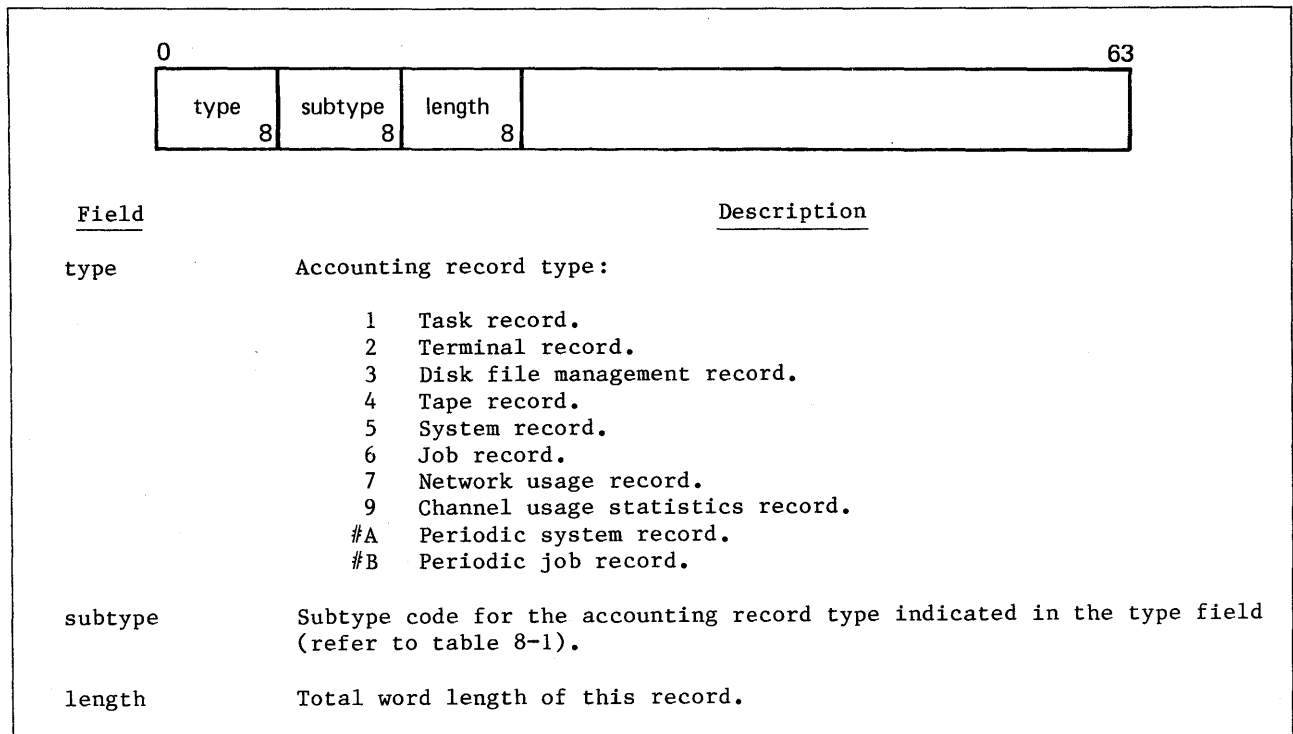 0 63
type subtype length
8 8 8
Field Description
type Accounting record type:
1 Task record.
2 Terminal record.
3 Disk file management record.
4 Tape record.
5 System record.
6 Job record.
7 Network usage record.
9 Channel usage statistics record.
#A Periodic system record.
#B Periodic job record.
subtype Subtype code for the accounting record type indicated in the type field
(refer to table 8-1).
length Total word length of this record.